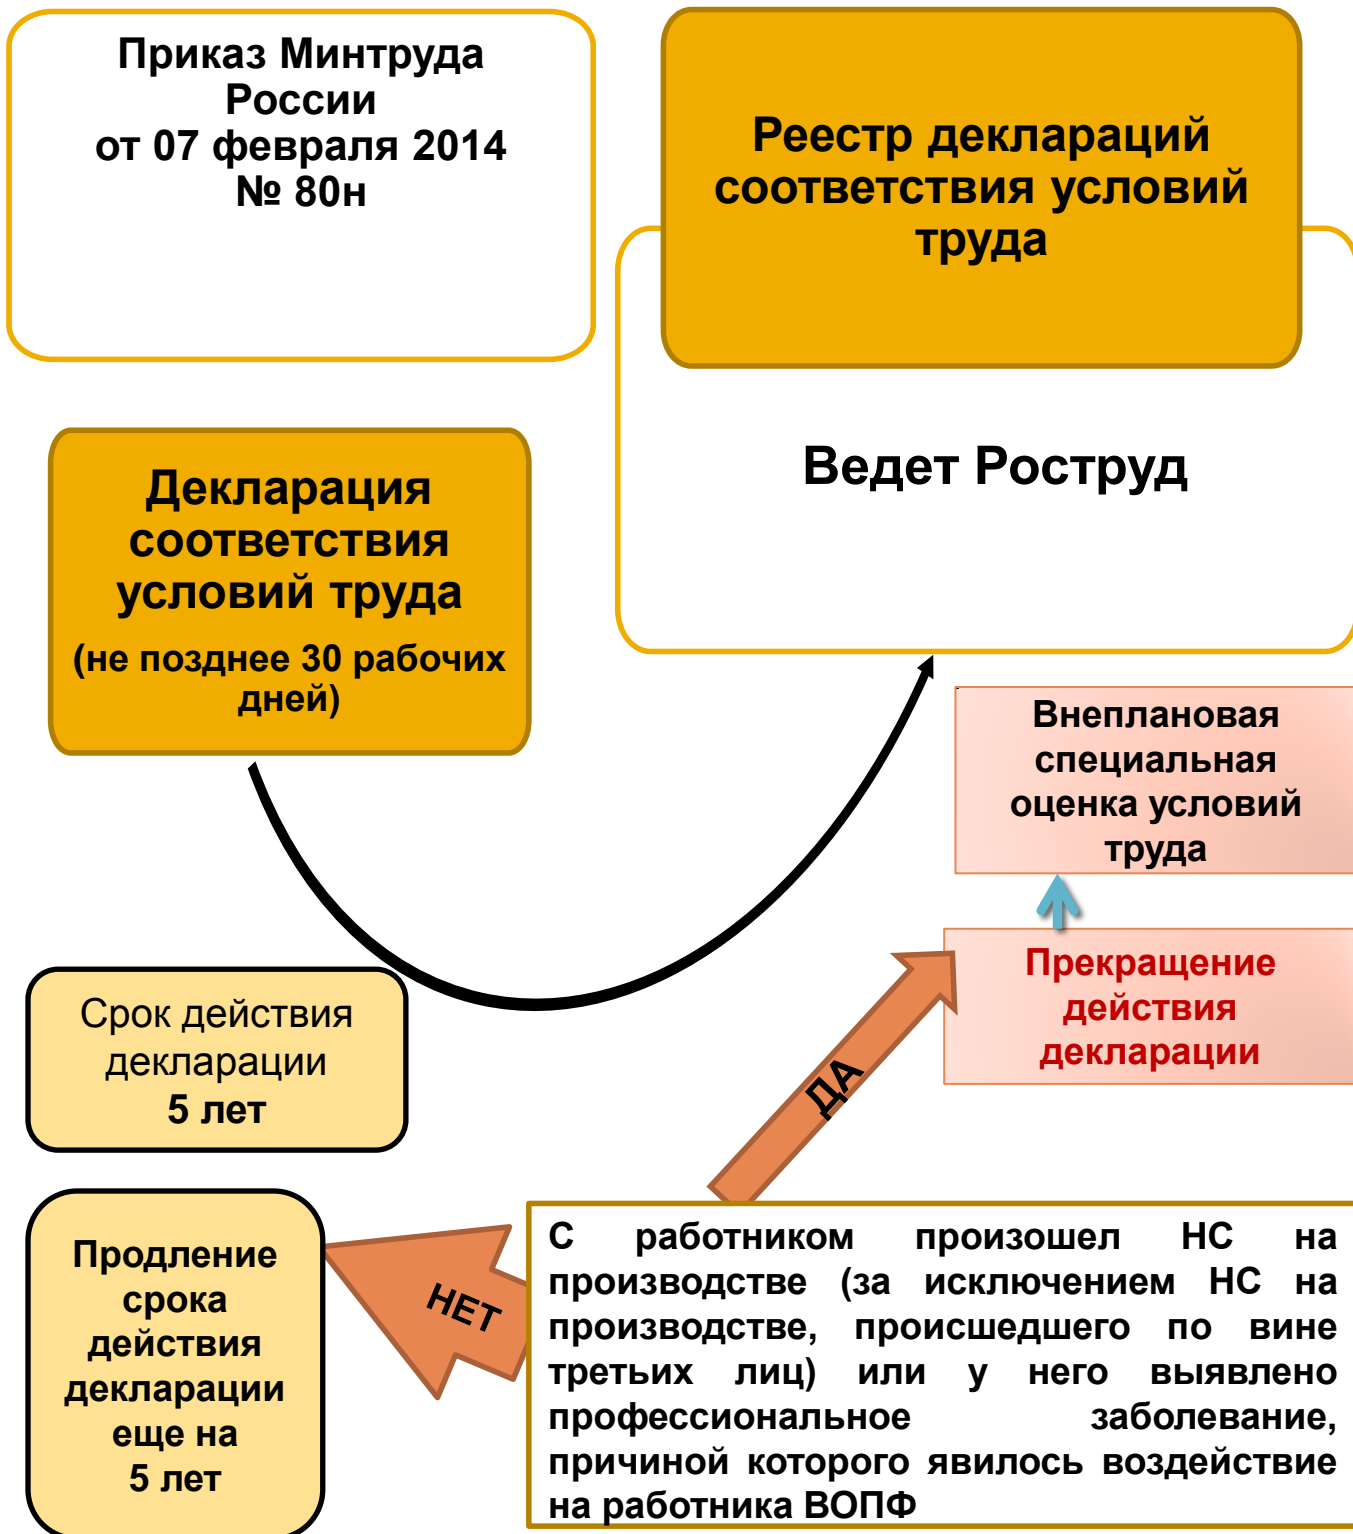 Приказ Минтруда
России
от 07 февраля 2014
№ 80н
Реестр деклараций
соответствия условий
труда
Ведет Роструд
Декларация
соответствия
условий труда
(не позднее 30 рабочих
дней)
Внеплановая
специальная
оценка условий
труда
Прекращение
действия
декларации
Срок действия
декларации
5 лет
ДА
НЕТ
Продление
срока
действия
декларации
еще на
5 лет
С работником произошел НС на
производстве (за исключением НС на
производстве, происшедшего по вине
третьих лиц) или у него выявлено
профессиональное заболевание,
причиной которого явилось воздействие
на работника ВОПФ